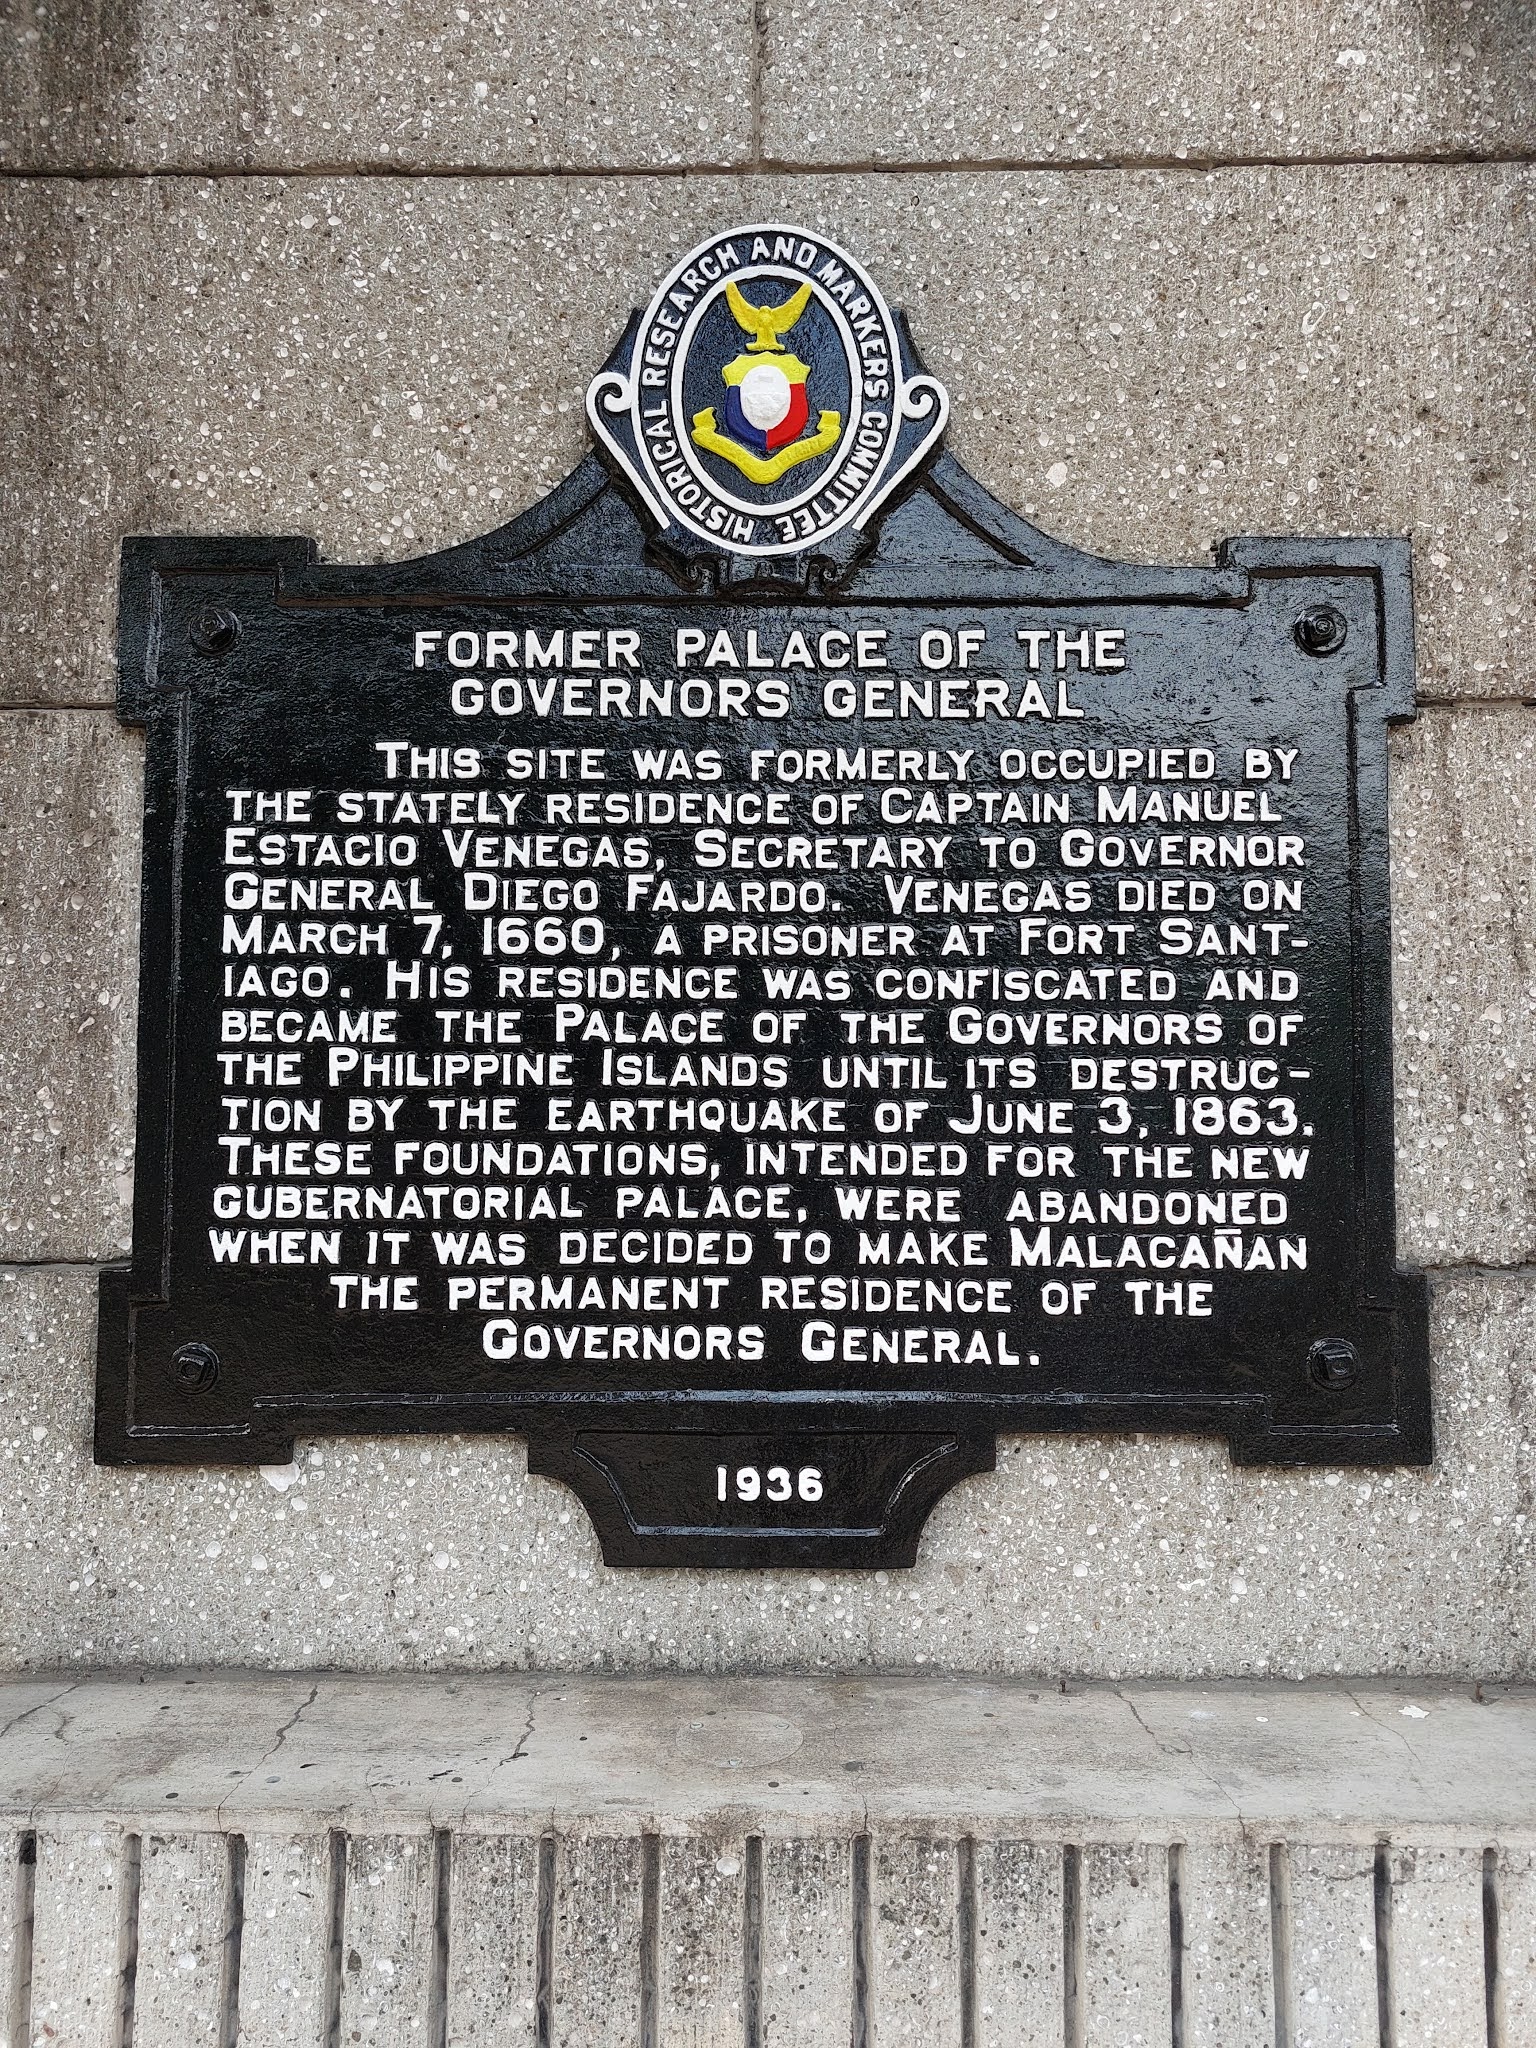 HISTORICAL RESEARCH AND MARKERS COMMITTEE
FORMER PALACE OF THE
GOVERNORS GENERAL
THIS SITE WAS FORMERLY OCCUPIED BY
THE STATELY RESIDENCE OF CAPTAIN MANUEL
ESTACIO VENEGAS, SECRETARY TO GOVERNOR
GENERAL DIEGO FAJARDO. VENEGAS DIED ON
MARCH 7, 1660, A PRISONER AT FORT SANT-
IAGO. HIS RESIDENCE WAS CONFISCATED AND
BECAME THE PALACE OF THE GOVERNORS OF
THE PHILIPPINE ISLANDS UNTIL ITS DESTRUC-
TION BY THE EARTHQUAKE OF JUNE 3, 1863.
THESE FOUNDATIONS, INTENDED FOR THE NEW
GUBERNATORIAL PALACE, WERE ABANDONED
WHEN IT WAS DECIDED TO MAKE MALACAÑAN
THE PERMANENT RESIDENCE OF THE
GOVERNORS GENERAL.
1936